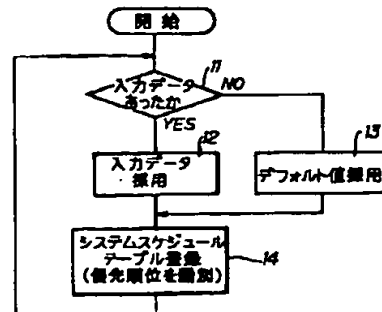 開始
11
入力データ
あったか
NO
YES
12
13
入力データ
採用
デフォルト値採用
システムスケジュール
テーブル登録
(優先順位を識別)
14